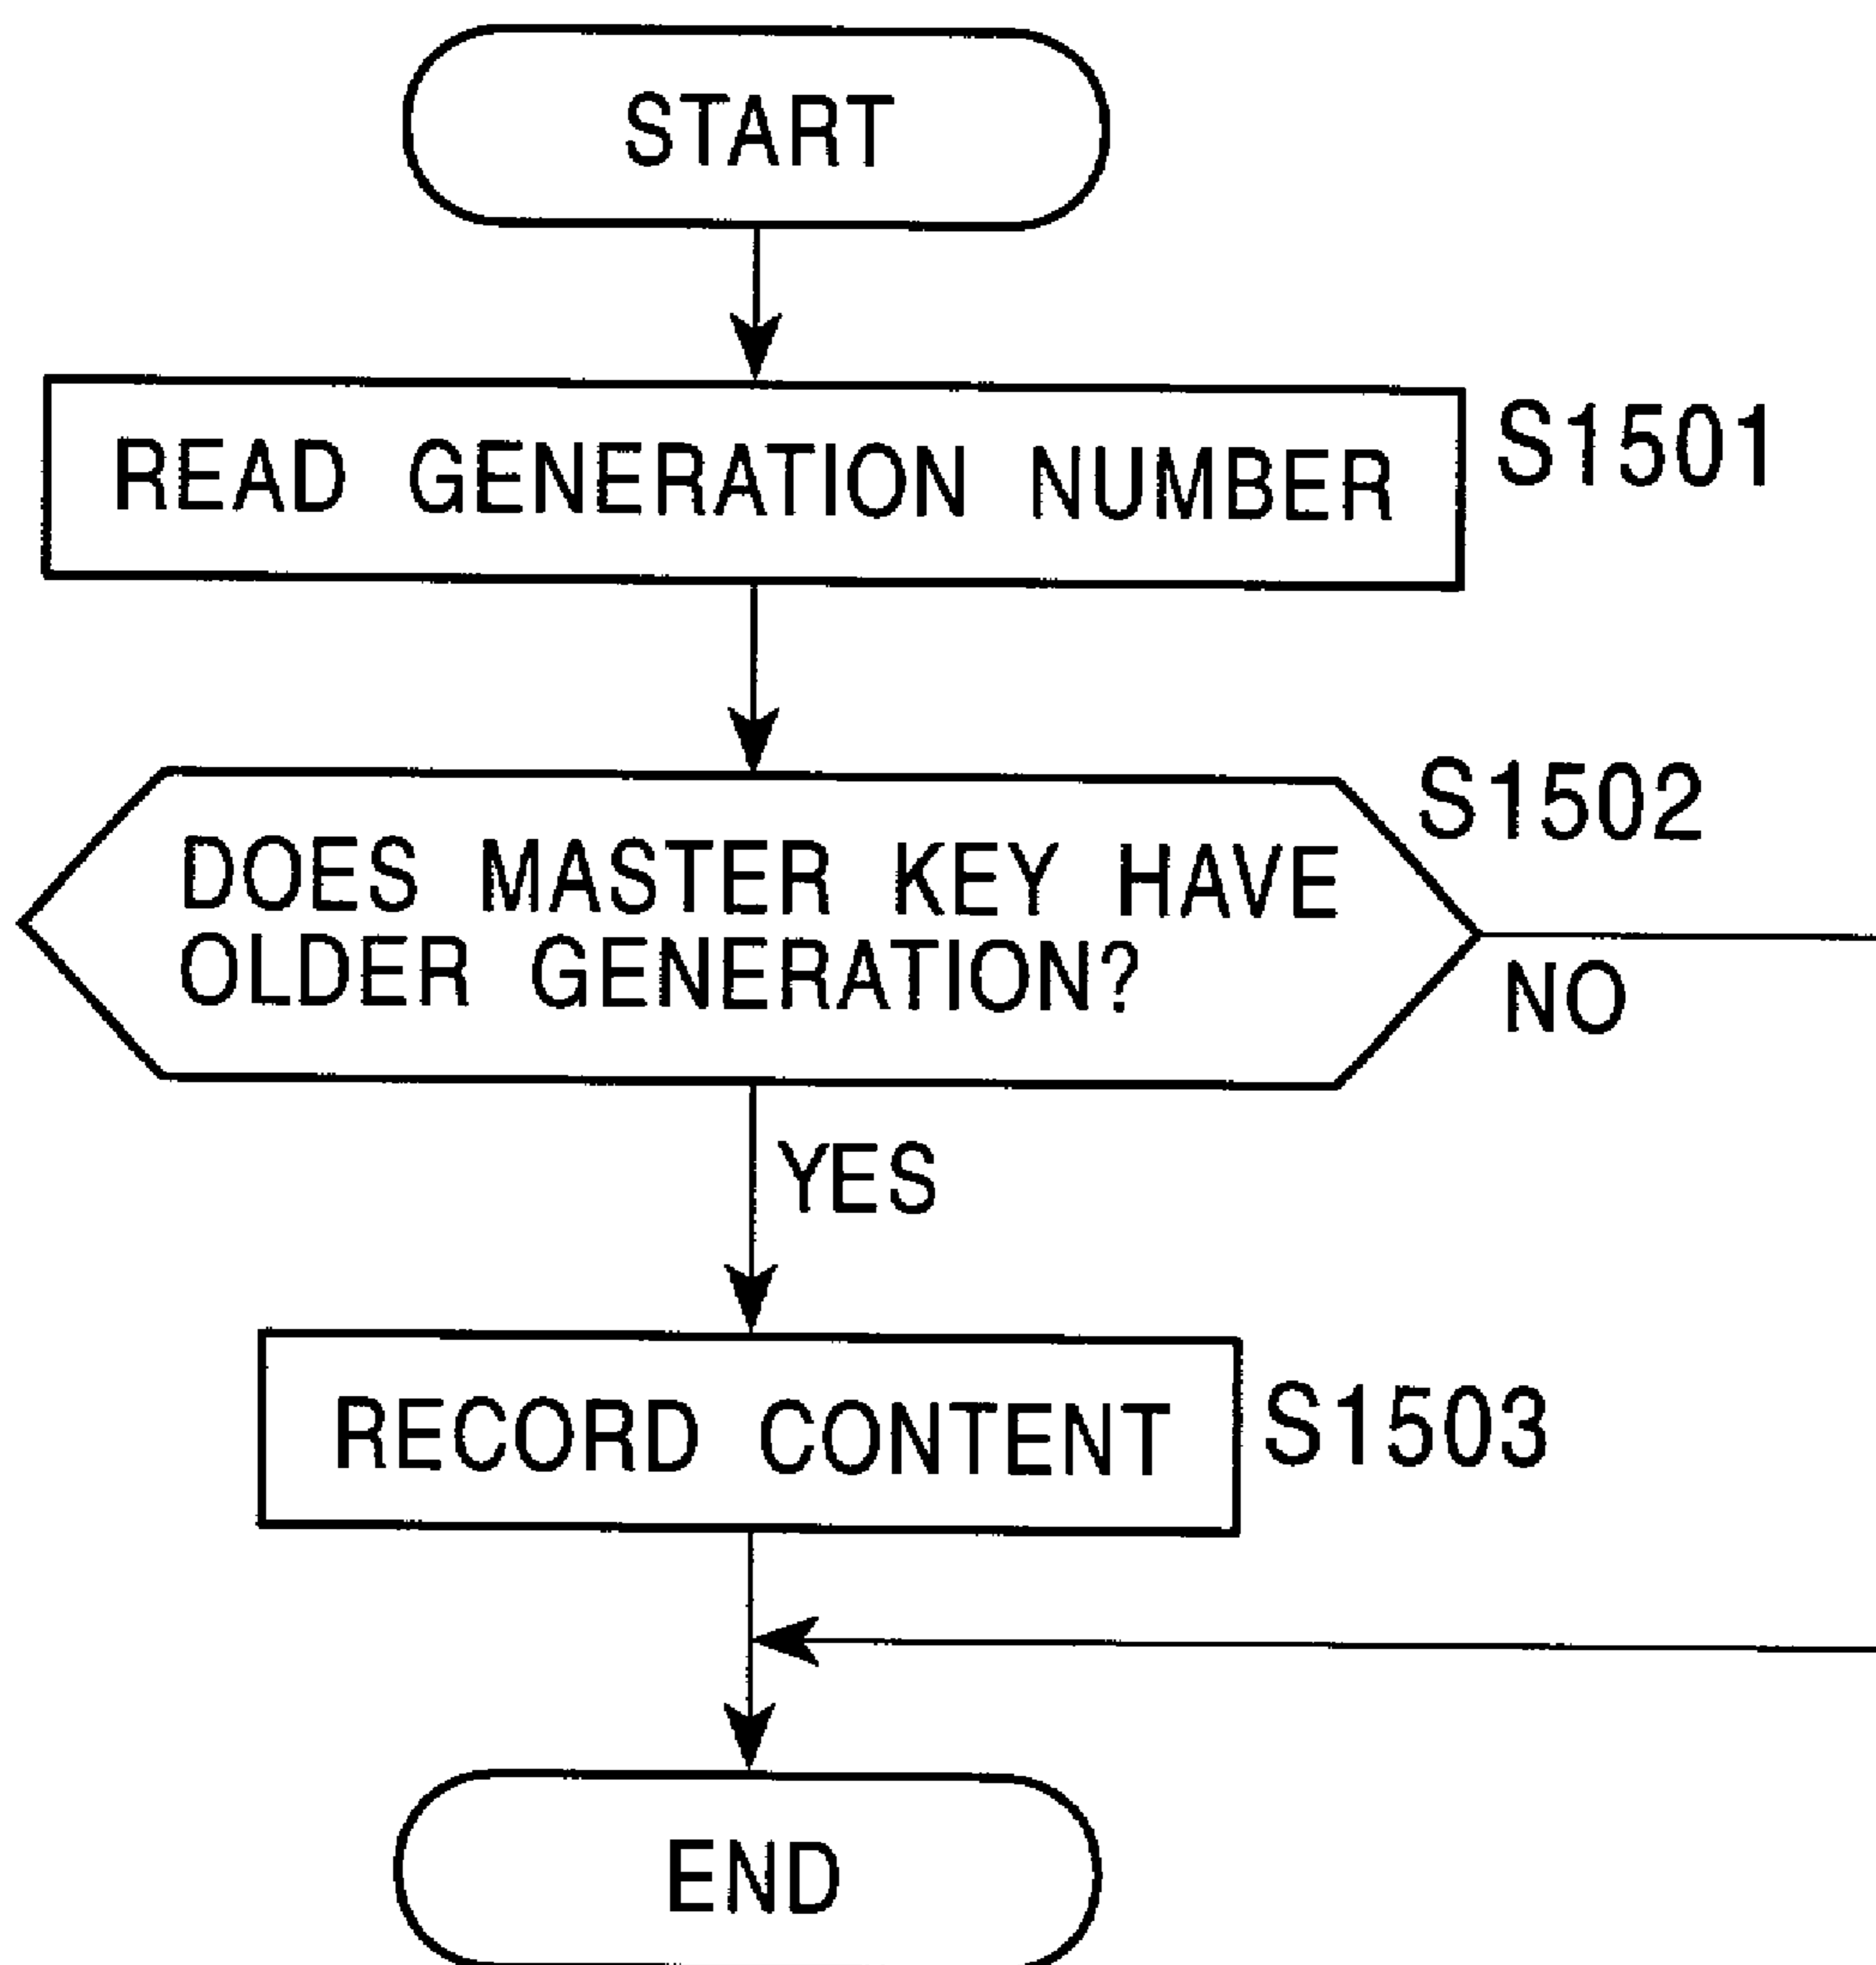 START
READ GENERATION NUMBER
S1501
S1502
DOES MASTER KEY HAVE
OLDER GENERATION?
NO
YES
RECORD CONTENT
S1503
END